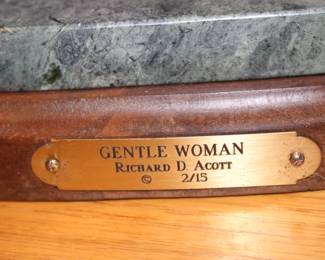 GENTLE WOMAN
RICHARD D. ACOTT
© 2/15